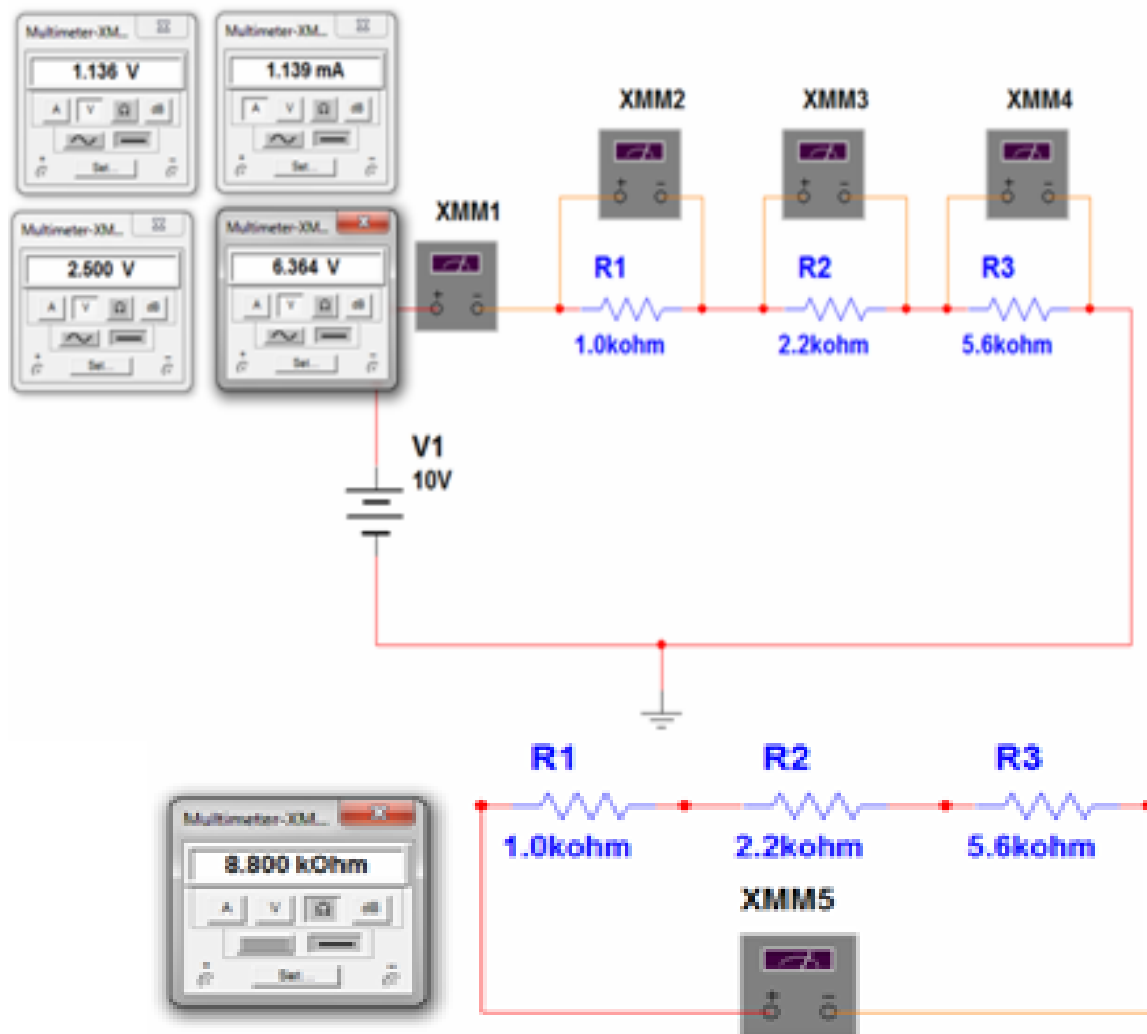 Multimeter-XM...
1.136 V
A V Ω dB
+ Set... -
Multimeter-XM...
1.139 mA
A V Ω dB
+ Set... -
Multimeter-XM...
2.500 V
A V Ω dB
+ Set... -
Multimeter-XM...
6.364 V
A V Ω dB
+ Set... -
XMM1
+ -
XMM2
+ -
XMM3
+ -
XMM4
+ -
R1
1.0kohm
R2
2.2kohm
R3
5.6kohm
V1
10V
Multimeter-XM...
8.800 kOhm
A V Ω dB
+ Set... -
R1
1.0kohm
R2
2.2kohm
R3
5.6kohm
XMM5
+ -